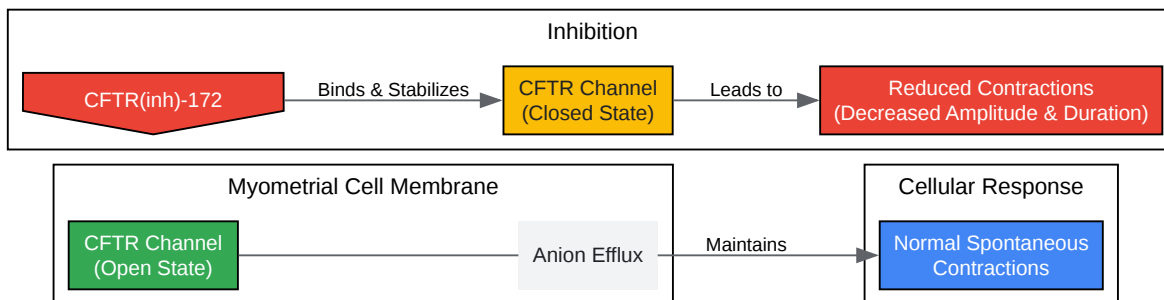 Inhibition
CFTR(inh)-172
Binds & Stabilizes
CFTR Channel
(Closed State)
Leads to
Reduced Contractions
(Decreased Amplitude & Duration)
Myometrial Cell Membrane
CFTR Channel
(Open State)
Anion Efflux
Maintains
Cellular Response
Normal Spontaneous
Contractions